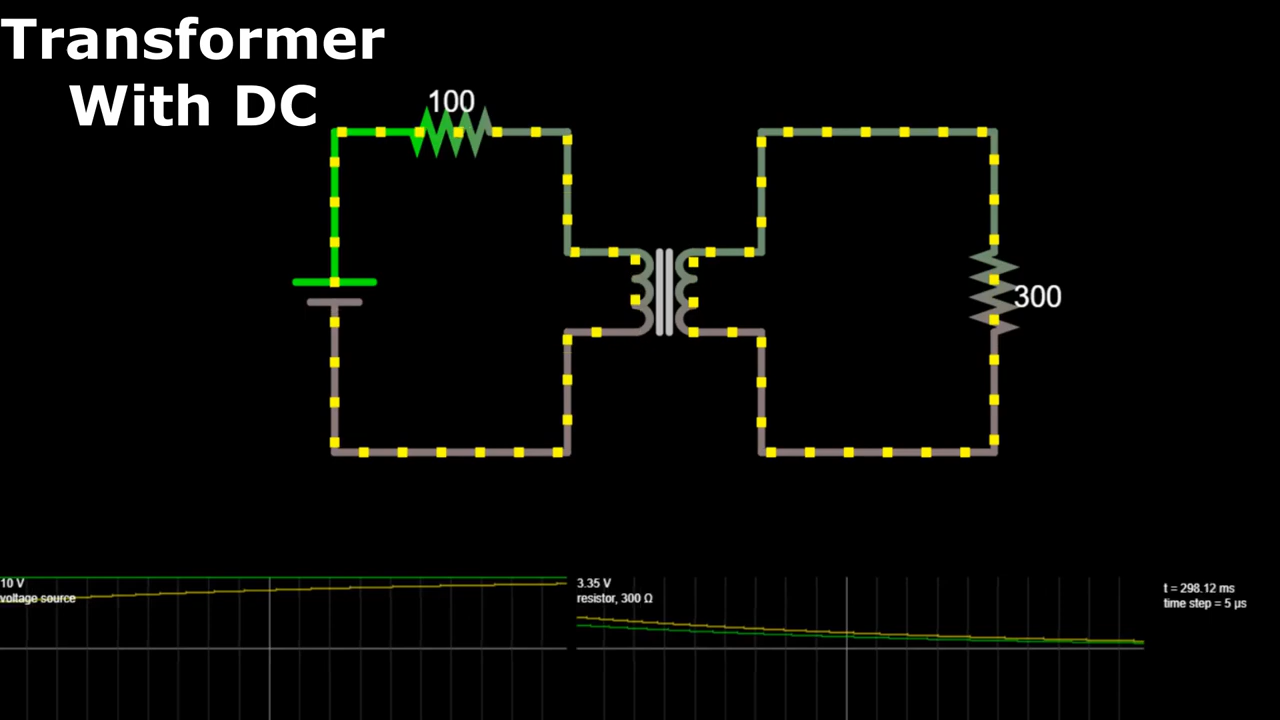 Transformer
With DC
100
300
10 V
voltage source
3.35 V
resistor, 300 Ω
t = 298.12 ms
time step = 5 µs